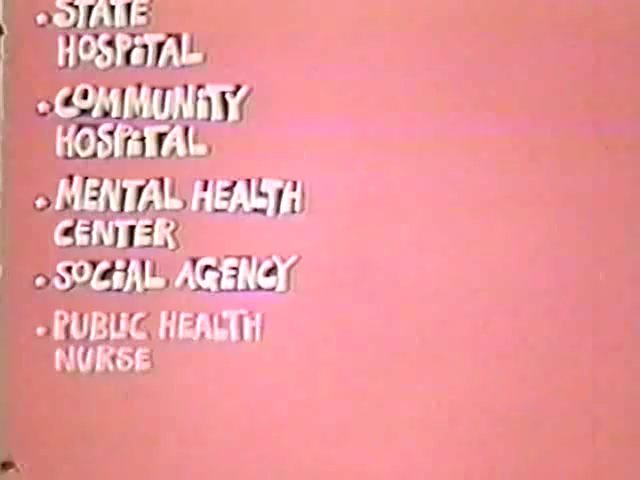 • STATE
HOSPITAL
• COMMUNITY
HOSPITAL
• MENTAL HEALTH
CENTER
• SOCIAL AGENCY
• PUBLIC HEALTH
NURSE